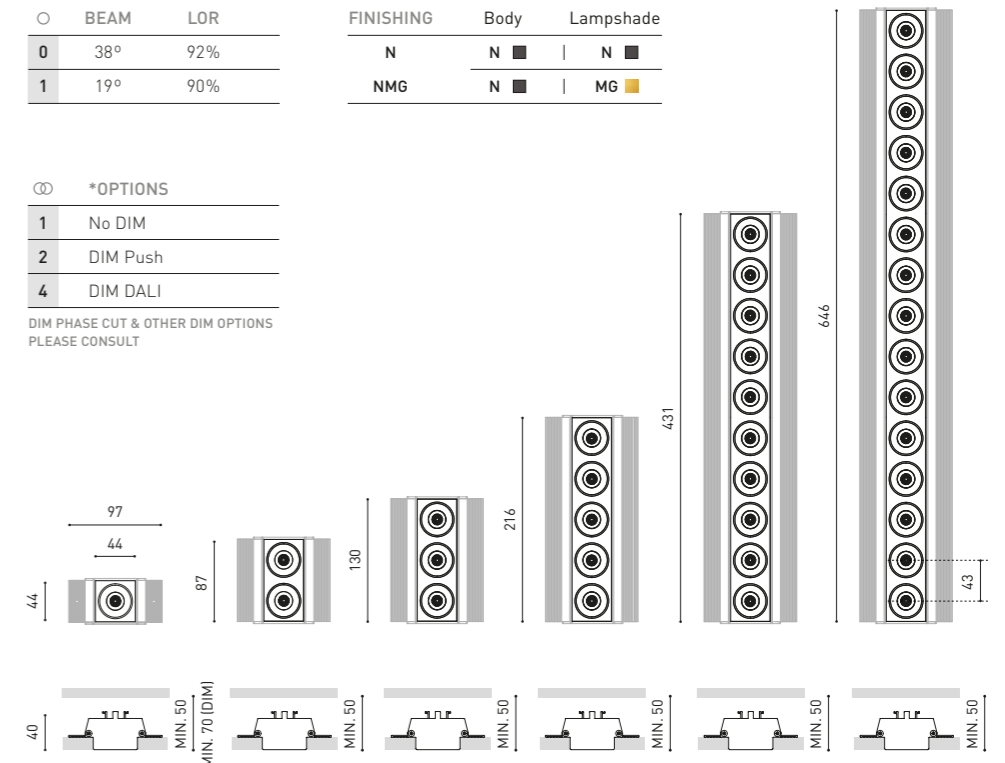 BEAM LOR
0 38° 92%
1 19° 90%
FINISHING Body Lampshade
N N | N
NMG N | MG
*OPTIONS
1 No DIM
2 DIM Push
4 DIM DALI
DIM PHASE CUT & OTHER DIM OPTIONS
PLEASE CONSULT
97
44
44
87
130
216
431
646
43
40
MIN. 50
MIN. 70 (DIM)
MIN. 50
MIN. 50
MIN. 50
MIN. 50
MIN. 50